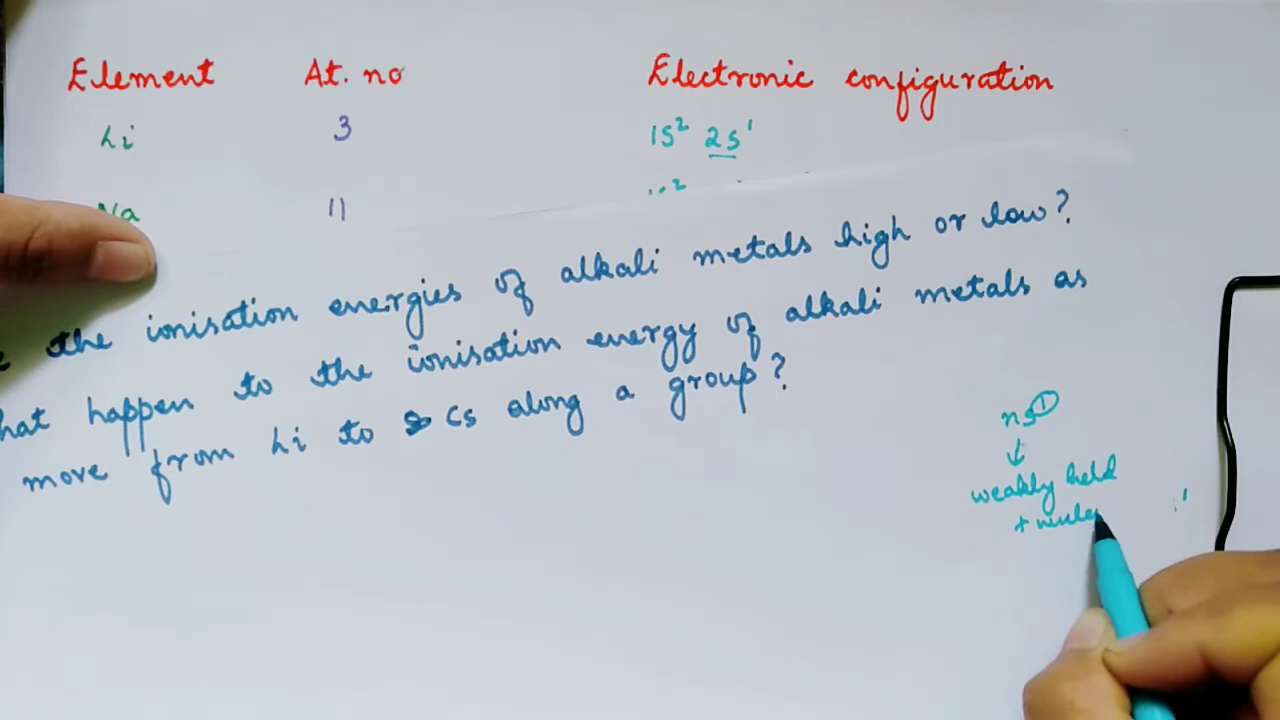 Element At. no Electronic configuration
Li 3 1s² 2s¹
Na 11
the ionisation energies of alkali metals high or low?
hat happen to the ionisation energy of alkali metals as
move from Li to Cs along a group?
ns¹
↓
weakly held